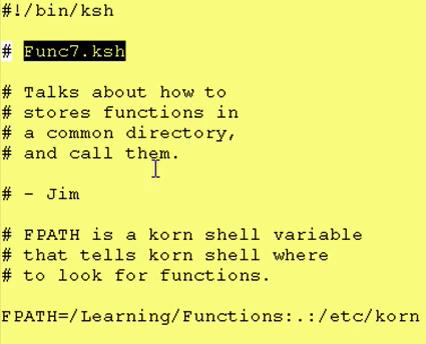 #!/bin/ksh
# Func7.ksh
# Talks about how to
# stores functions in
# a common directory,
# and call them.
# - Jim
# FPATH is a korn shell variable
# that tells korn shell where
# to look for functions.
FPATH=/Learning/Functions:.:/etc/korn